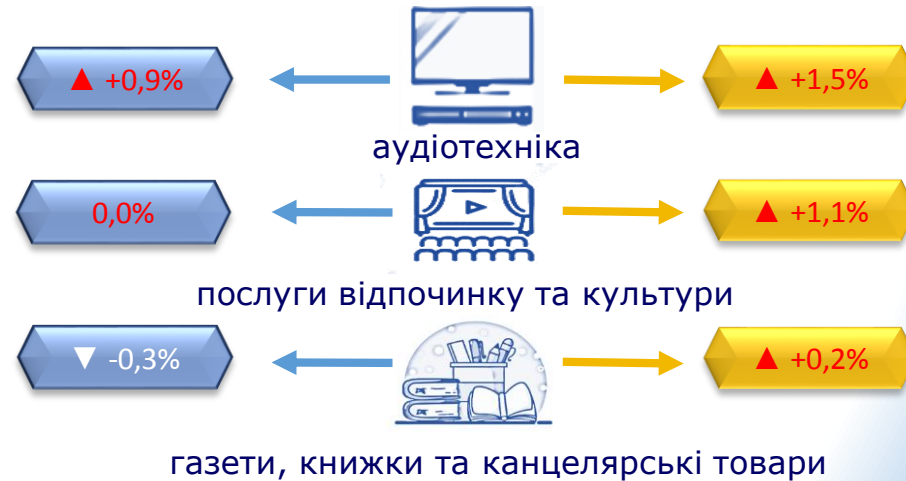 ▲ +0,9%
▲ +1,5%
аудіотехніка
0,0%
▲ +1,1%
послуги відпочинку та культури
▼ -0,3%
▲ +0,2%
газети, книжки та канцелярські товари